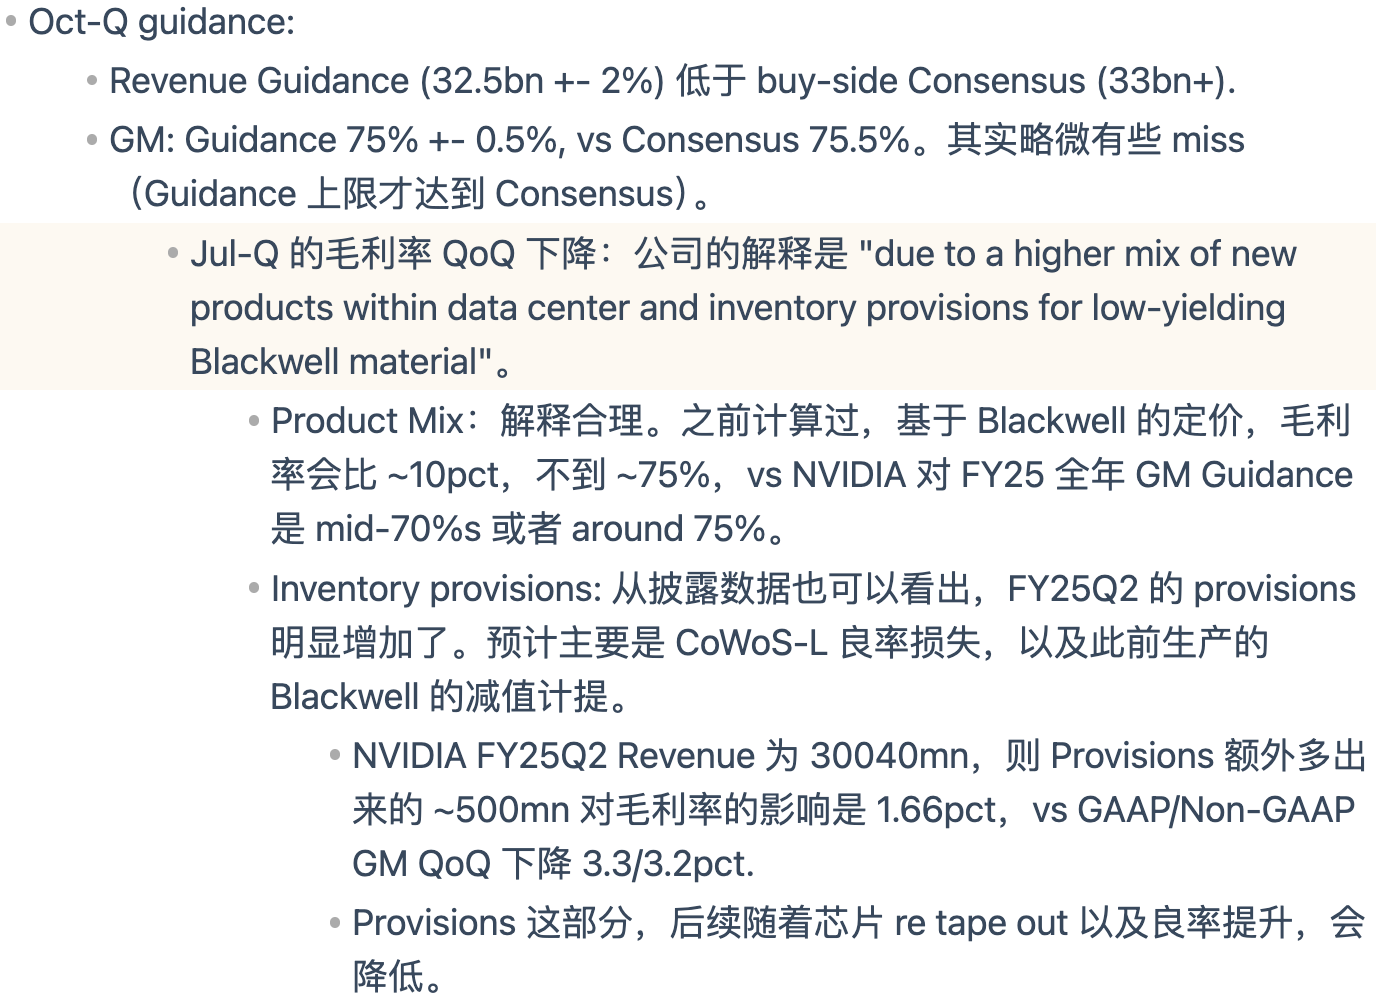 Oct-Q guidance:
Revenue Guidance (32.5bn +- 2%) 低于 buy-side Consensus (33bn+).
GM: Guidance 75% +- 0.5%, vs Consensus 75.5%。其实略微有些 miss
（Guidance 上限才达到 Consensus）。
Jul-Q 的毛利率 QoQ 下降：公司的解释是 "due to a higher mix of new
products within data center and inventory provisions for low-yielding
Blackwell material"。
Product Mix：解释合理。之前计算过，基于 Blackwell 的定价，毛利
率会比 ~10pct，不到 ~75%，vs NVIDIA 对 FY25 全年 GM Guidance
是 mid-70%s 或者 around 75%。
Inventory provisions: 从披露数据也可以看出，FY25Q2 的 provisions
明显增加了。预计主要是 CoWoS-L 良率损失，以及此前生产的
Blackwell 的减值计提。
NVIDIA FY25Q2 Revenue 为 30040mn，则 Provisions 额外多出
来的 ~500mn 对毛利率的影响是 1.66pct，vs GAAP/Non-GAAP
GM QoQ 下降 3.3/3.2pct.
Provisions 这部分，后续随着芯片 re tape out 以及良率提升，会
降低。